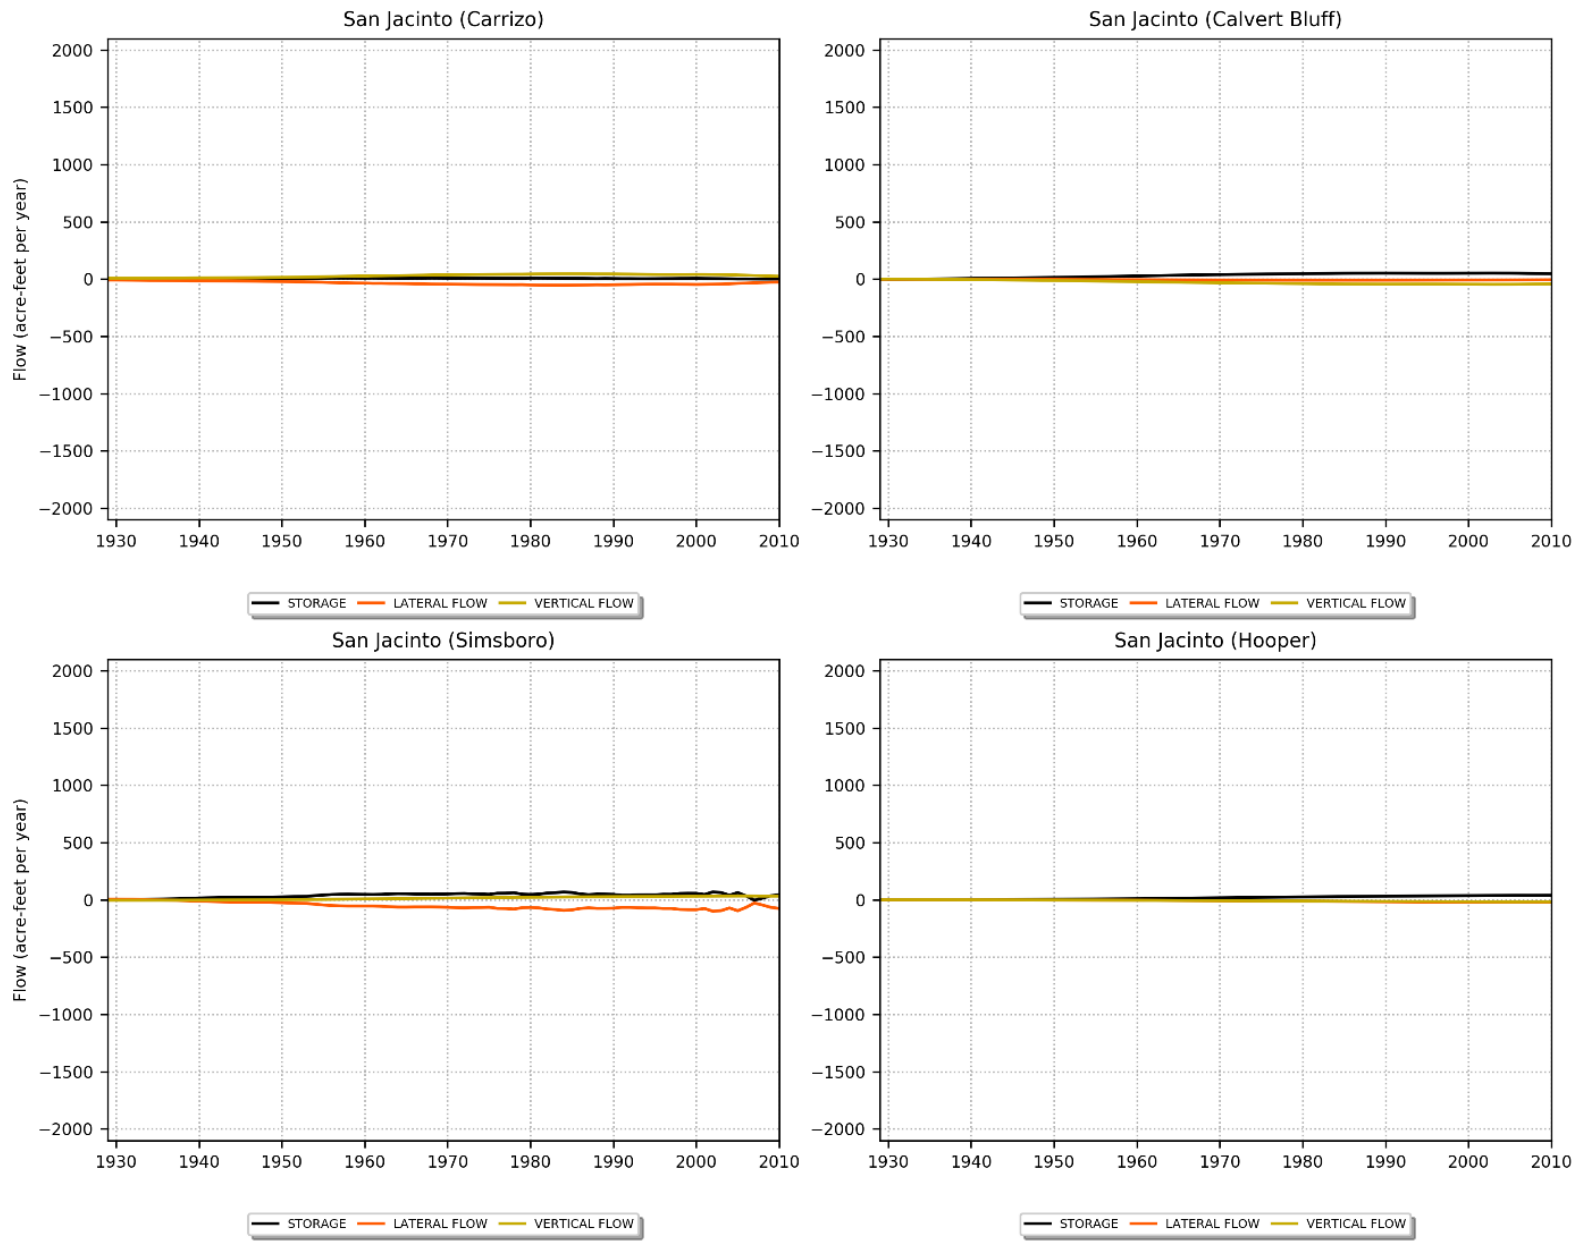 San Jacinto (Carrizo)
San Jacinto (Calvert Bluff)
Flow (acre-feet per year)
2000
1500
1000
500
0
−500
−1000
−1500
−2000
1930 1940 1950 1960 1970 1980 1990 2000 2010
STORAGE LATERAL FLOW VERTICAL FLOW
2000
1500
1000
500
0
−500
−1000
−1500
−2000
1930 1940 1950 1960 1970 1980 1990 2000 2010
STORAGE LATERAL FLOW VERTICAL FLOW
San Jacinto (Simsboro)
San Jacinto (Hooper)
Flow (acre-feet per year)
2000
1500
1000
500
0
−500
−1000
−1500
−2000
1930 1940 1950 1960 1970 1980 1990 2000 2010
STORAGE LATERAL FLOW VERTICAL FLOW
2000
1500
1000
500
0
−500
−1000
−1500
−2000
1930 1940 1950 1960 1970 1980 1990 2000 2010
STORAGE LATERAL FLOW VERTICAL FLOW